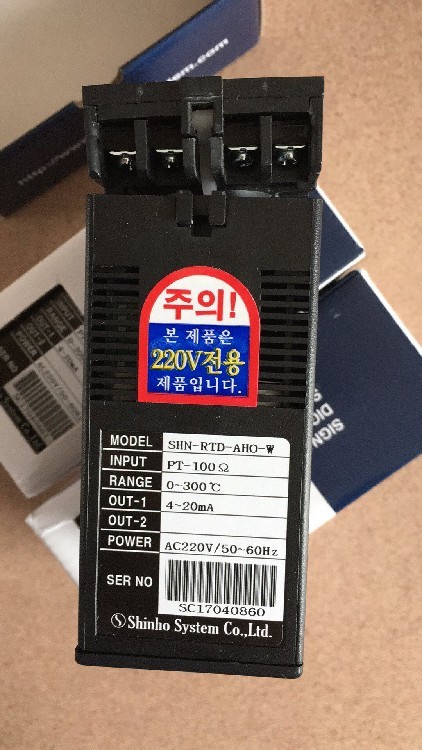 주의!
본 제품은
220V전용
제품입니다.
MODEL SHN-RTD-AHO-W
INPUT PT-100Ω
RANGE 0~300℃
OUT-1 4~20mA
OUT-2
POWER AC220V/50~60Hz
SER NO
SC17040860
Shinho System Co.,Ltd.